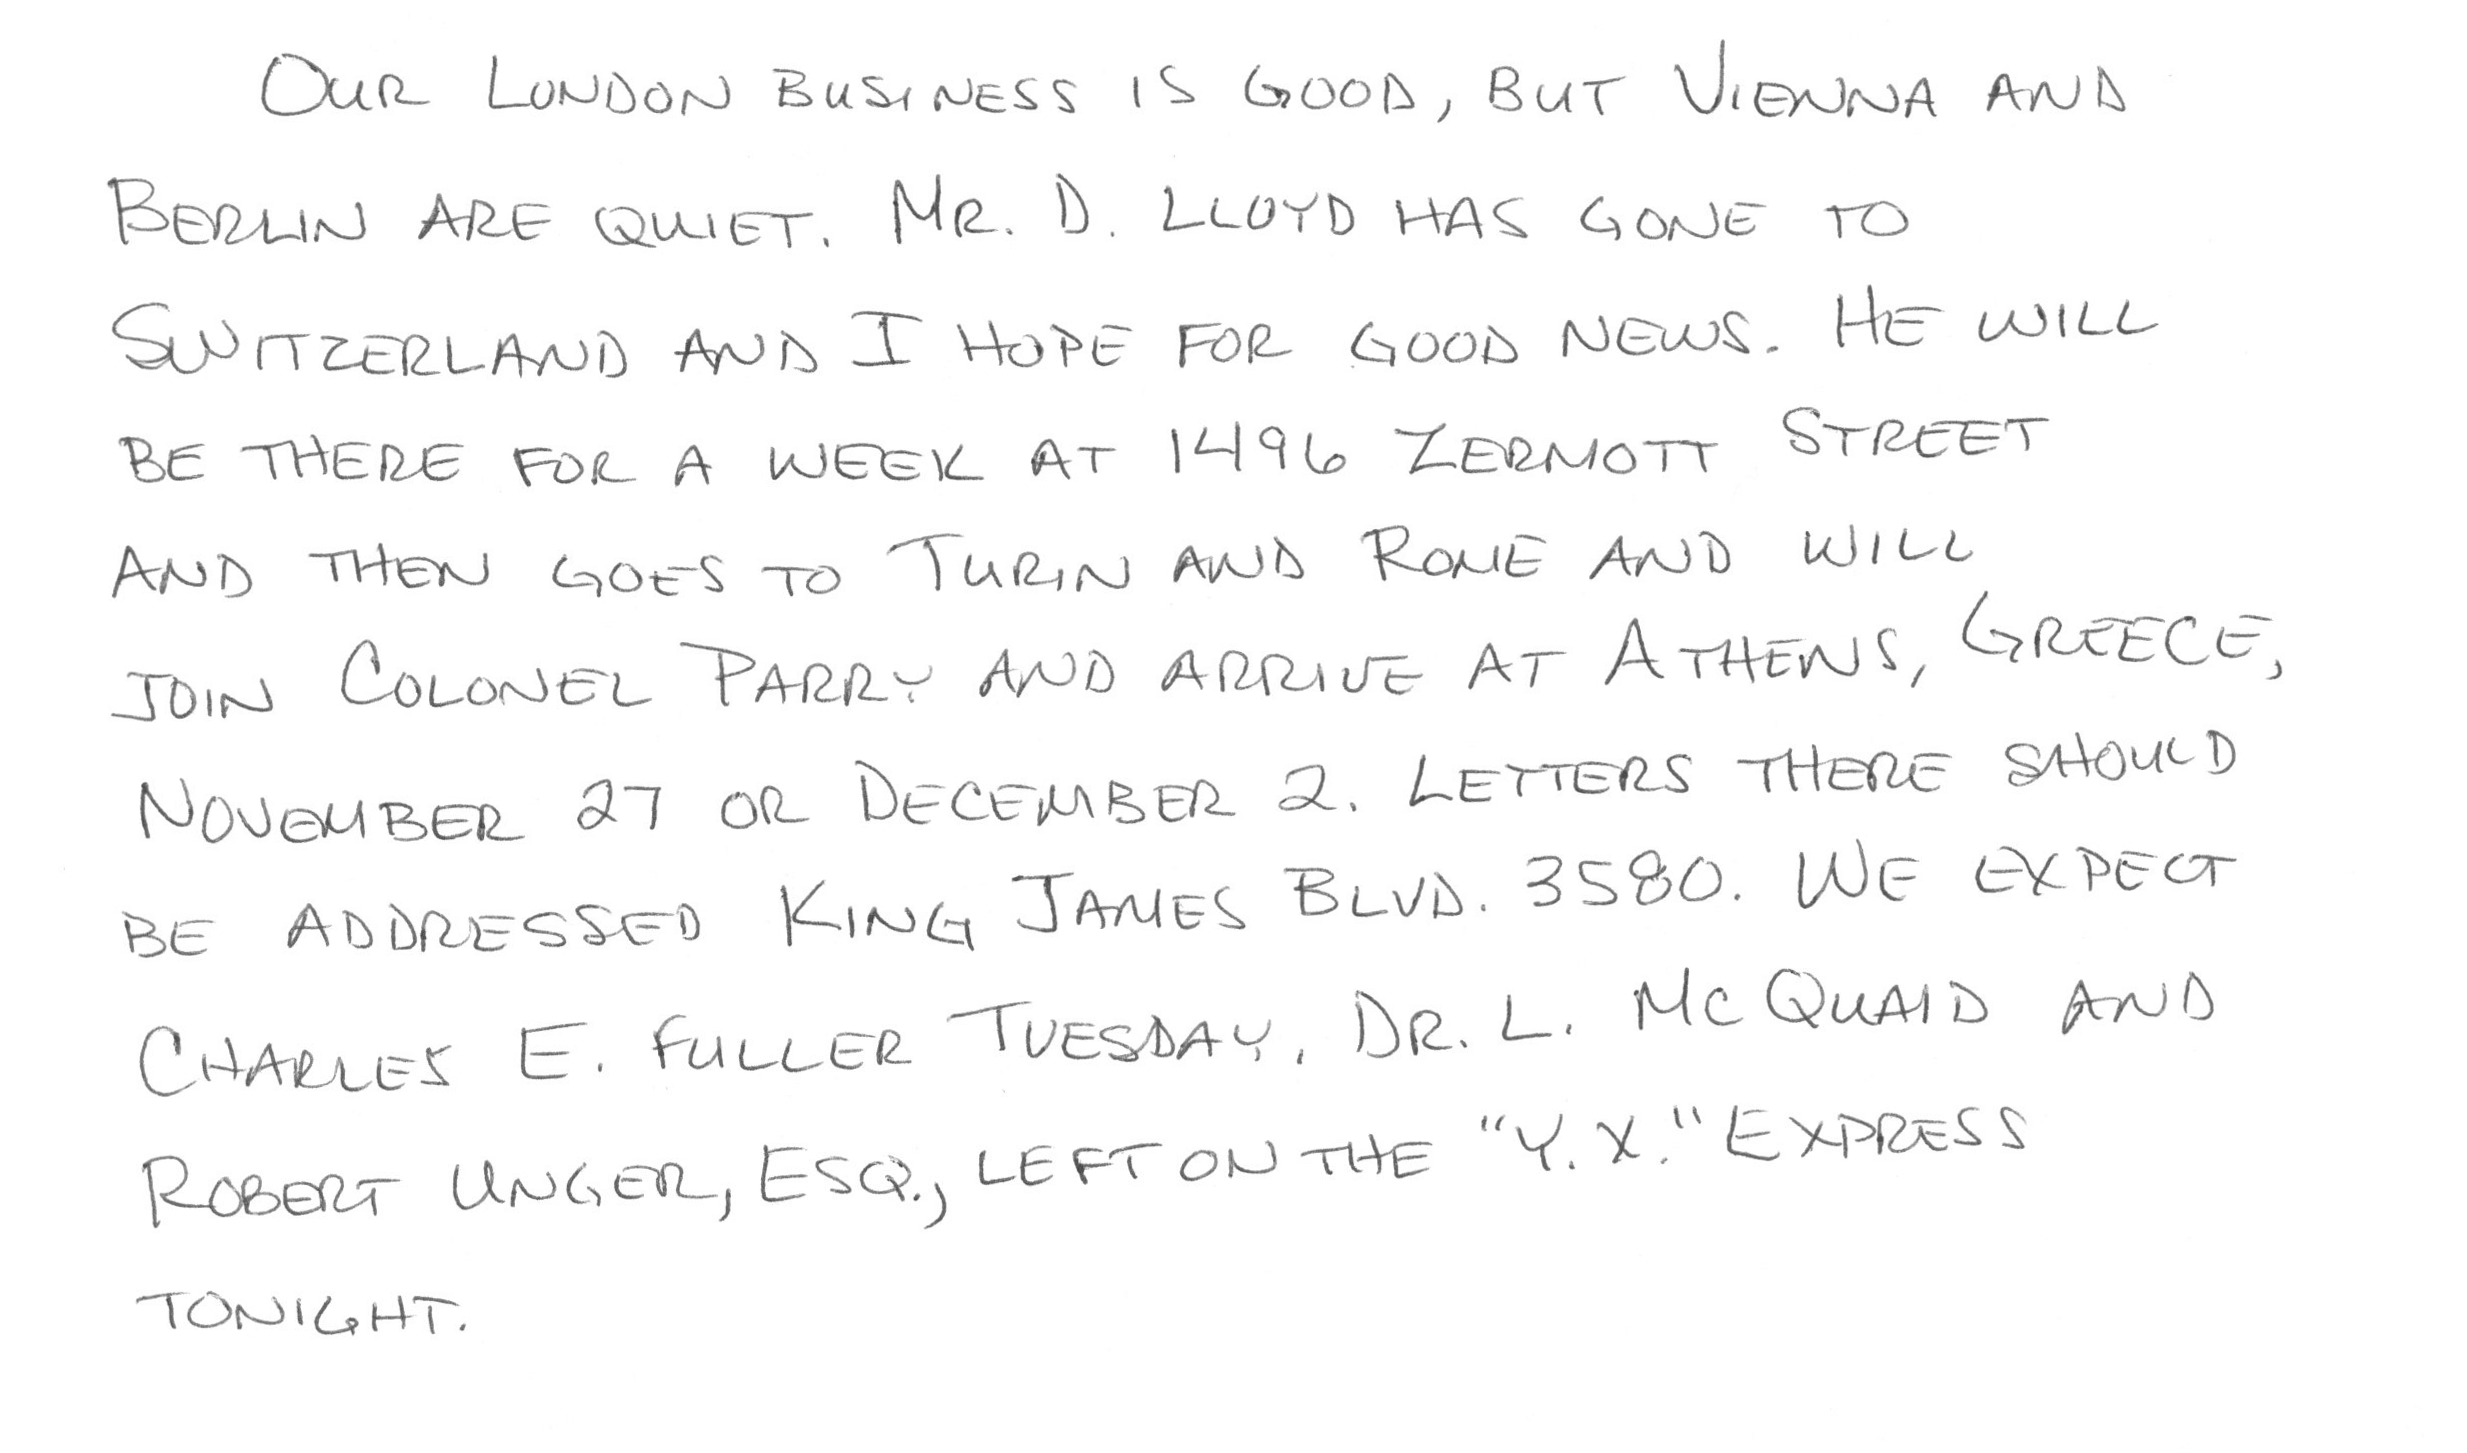 OUR LONDON BUSINESS IS GOOD, BUT VIENNA AND
BERLIN ARE QUIET. MR. D. LLOYD HAS GONE TO
SWITZERLAND AND I HOPE FOR GOOD NEWS. HE WILL
BE THERE FOR A WEEK AT 1496 ZERMOTT STREET
AND THEN GOES TO TURIN AND ROME AND WILL
JOIN COLONEL PARRY AND ARRIVE AT ATHENS, GREECE,
NOVEMBER 27 OR DECEMBER 2. LETTERS THERE SHOULD
BE ADDRESSED KING JAMES BLVD. 3580. WE EXPECT
CHARLES E. FULLER TUESDAY. DR. L. MCQUAID AND
ROBERT UNGER, ESQ., LEFT ON THE "Y.X." EXPRESS
TONIGHT.